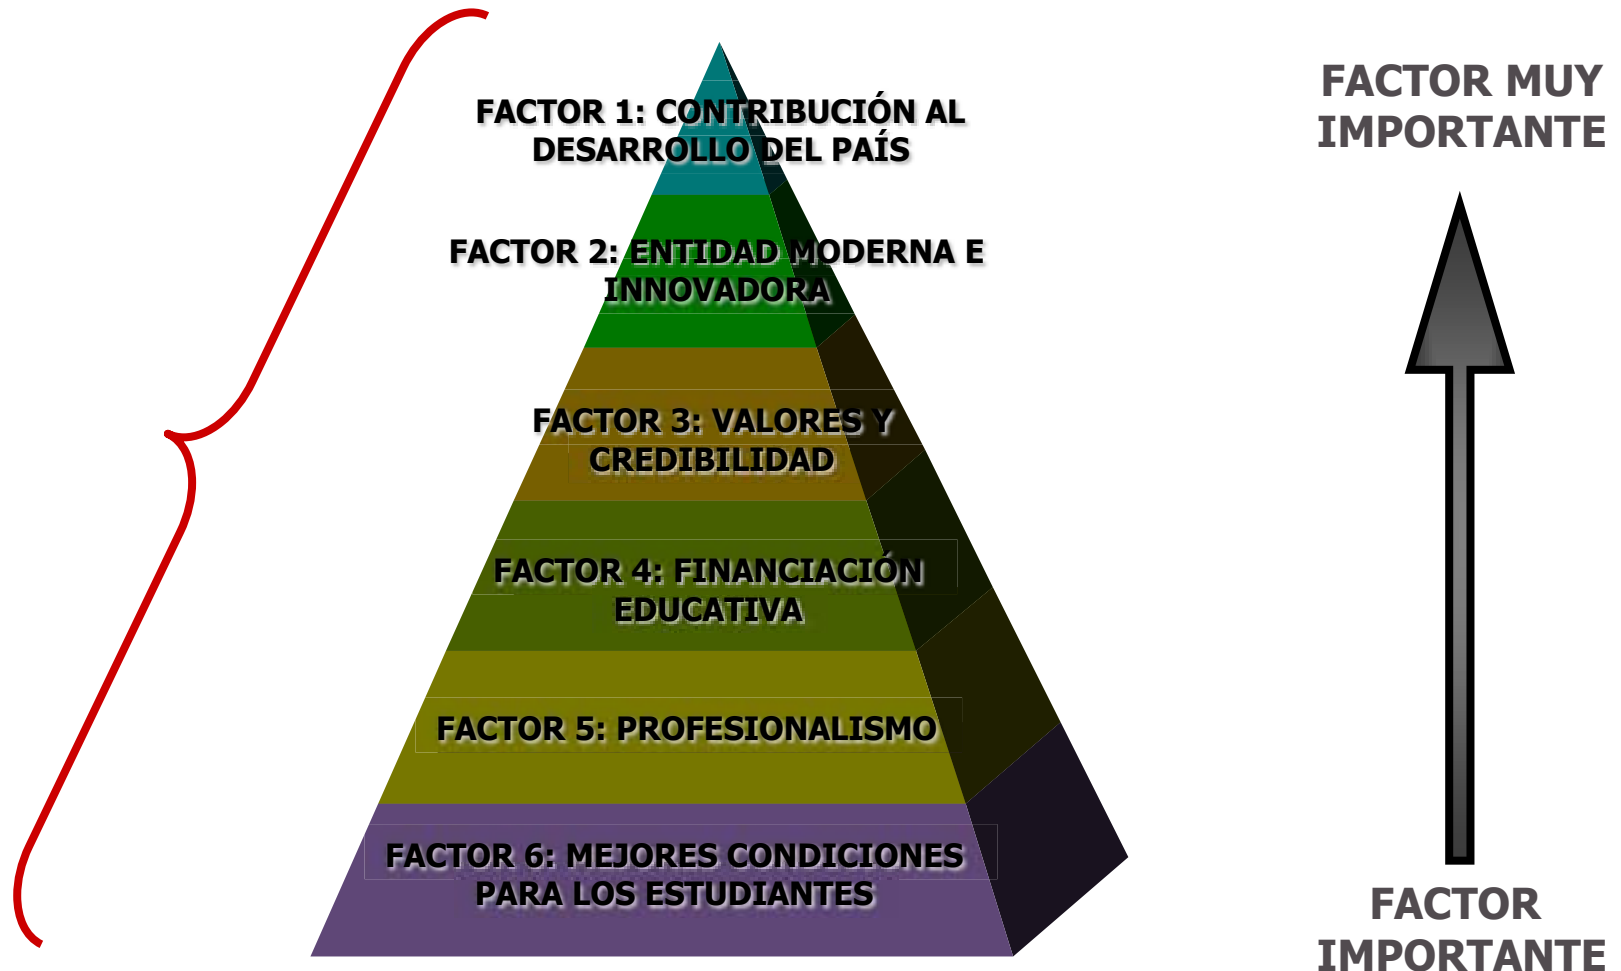 FACTOR 1: CONTRIBUCIÓN AL
DESARROLLO DEL PAÍS
FACTOR 2: ENTIDAD MODERNA E
INNOVADORA
FACTOR 3: VALORES Y
CREDIBILIDAD
FACTOR 4: FINANCIACIÓN
EDUCATIVA
FACTOR 5: PROFESIONALISMO
FACTOR 6: MEJORES CONDICIONES
PARA LOS ESTUDIANTES
FACTOR MUY
IMPORTANTE
FACTOR
IMPORTANTE